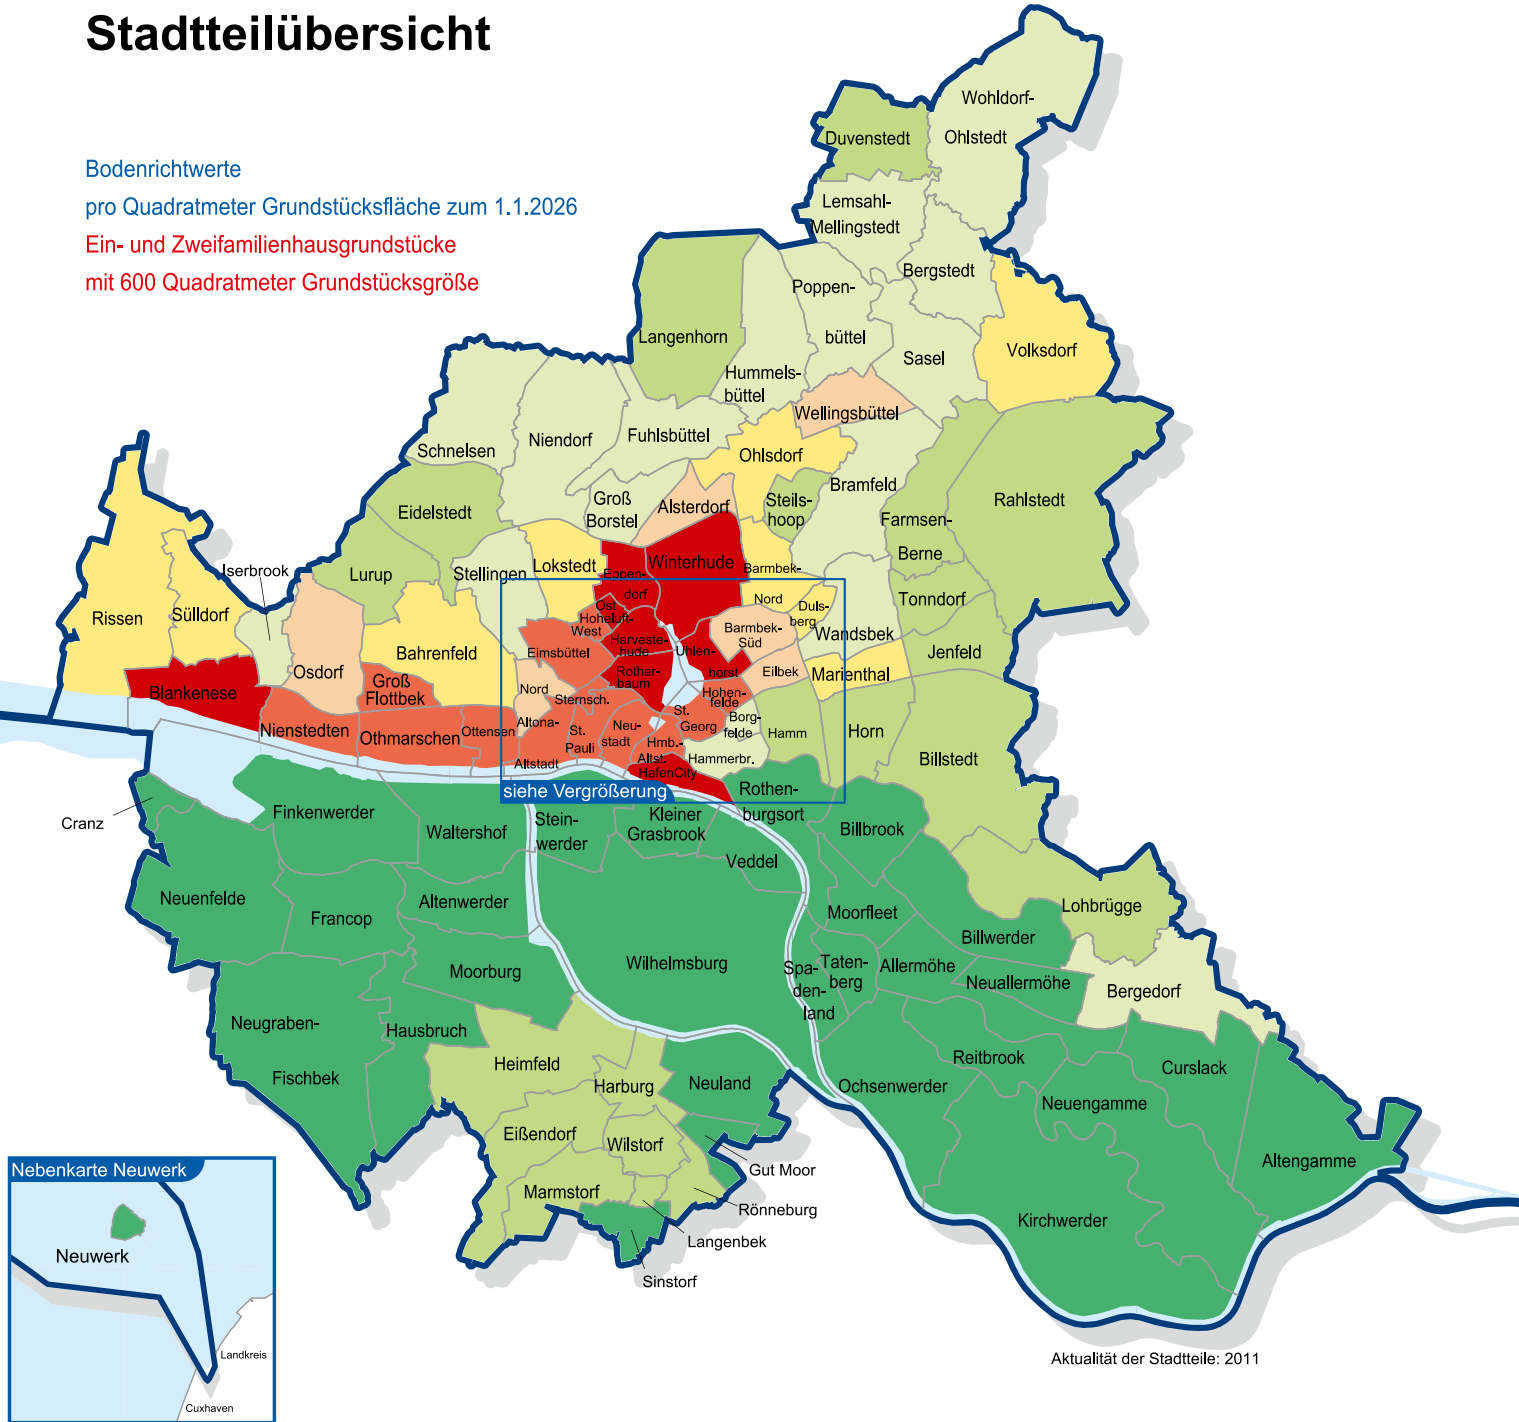 Stadtteilübersicht
Bodenrichtwerte
pro Quadratmeter Grundstücksfläche zum 1.1.2026
Ein- und Zweifamilienhausgrundstücke
mit 600 Quadratmeter Grundstücksgröße
Wohldorf-
Ohlstedt
Duvenstedt
Lemsahl-
Mellingstedt
Bergstedt
Poppen-
büttel
Langenhorn
Sasel
Volksdorf
Hummels-
büttel
Wellingsbüttel
Schnelsen
Niendorf
Fuhlsbüttel
Ohlsdorf
Bramfeld
Rahlstedt
Groß
Borstel
Alsterdorf
Steils-
hoop
Eidelstedt
Farmsen-
Berne
Iserbrook
Lurup
Stellingen
Lokstedt
Winterhude
Eppen-
dorf
Barmbek-
Nord
Duls-
berg
Tonndorf
Rissen
Sülldorf
Ost
Hoheluft-
West
Barmbek-
Süd
Wandsbek
Bahrenfeld
Eimsbüttel
Harveste-
hude
Uhlen-
horst
Jenfeld
Osdorf
Groß
Flottbek
Rother-
baum
Eilbek
Marienthal
Blankenese
Nord
Altona-
Altstadt
Sternsch.
Hohen-
felde
Nienstedten
Othmarschen
Ottensen
St.
Pauli
Neu-
stadt
St.
Georg
Borg-
felde
Hamm
Horn
Hmb.-
Altst.
Hammerbr.
Billstedt
HafenCity
siehe Vergrößerung
Rothen-
burgsort
Cranz
Finkenwerder
Waltershof
Stein-
werder
Kleiner
Grasbrook
Billbrook
Veddel
Neuenfelde
Francop
Altenwerder
Moorfleet
Lohbrügge
Billwerder
Moorburg
Wilhelmsburg
Spa-
den-
land
Taten-
berg
Allermöhe
Neuallermöhe
Bergedorf
Neugraben-
Fischbek
Hausbruch
Heimfeld
Harburg
Neuland
Reitbrook
Curslack
Ochsenwerder
Neuengamme
Eißendorf
Wilstorf
Gut Moor
Altengamme
Marmstorf
Rönneburg
Kirchwerder
Langenbek
Sinstorf
Nebenkarte Neuwerk
Neuwerk
Landkreis
Cuxhaven
Aktualität der Stadtteile: 2011